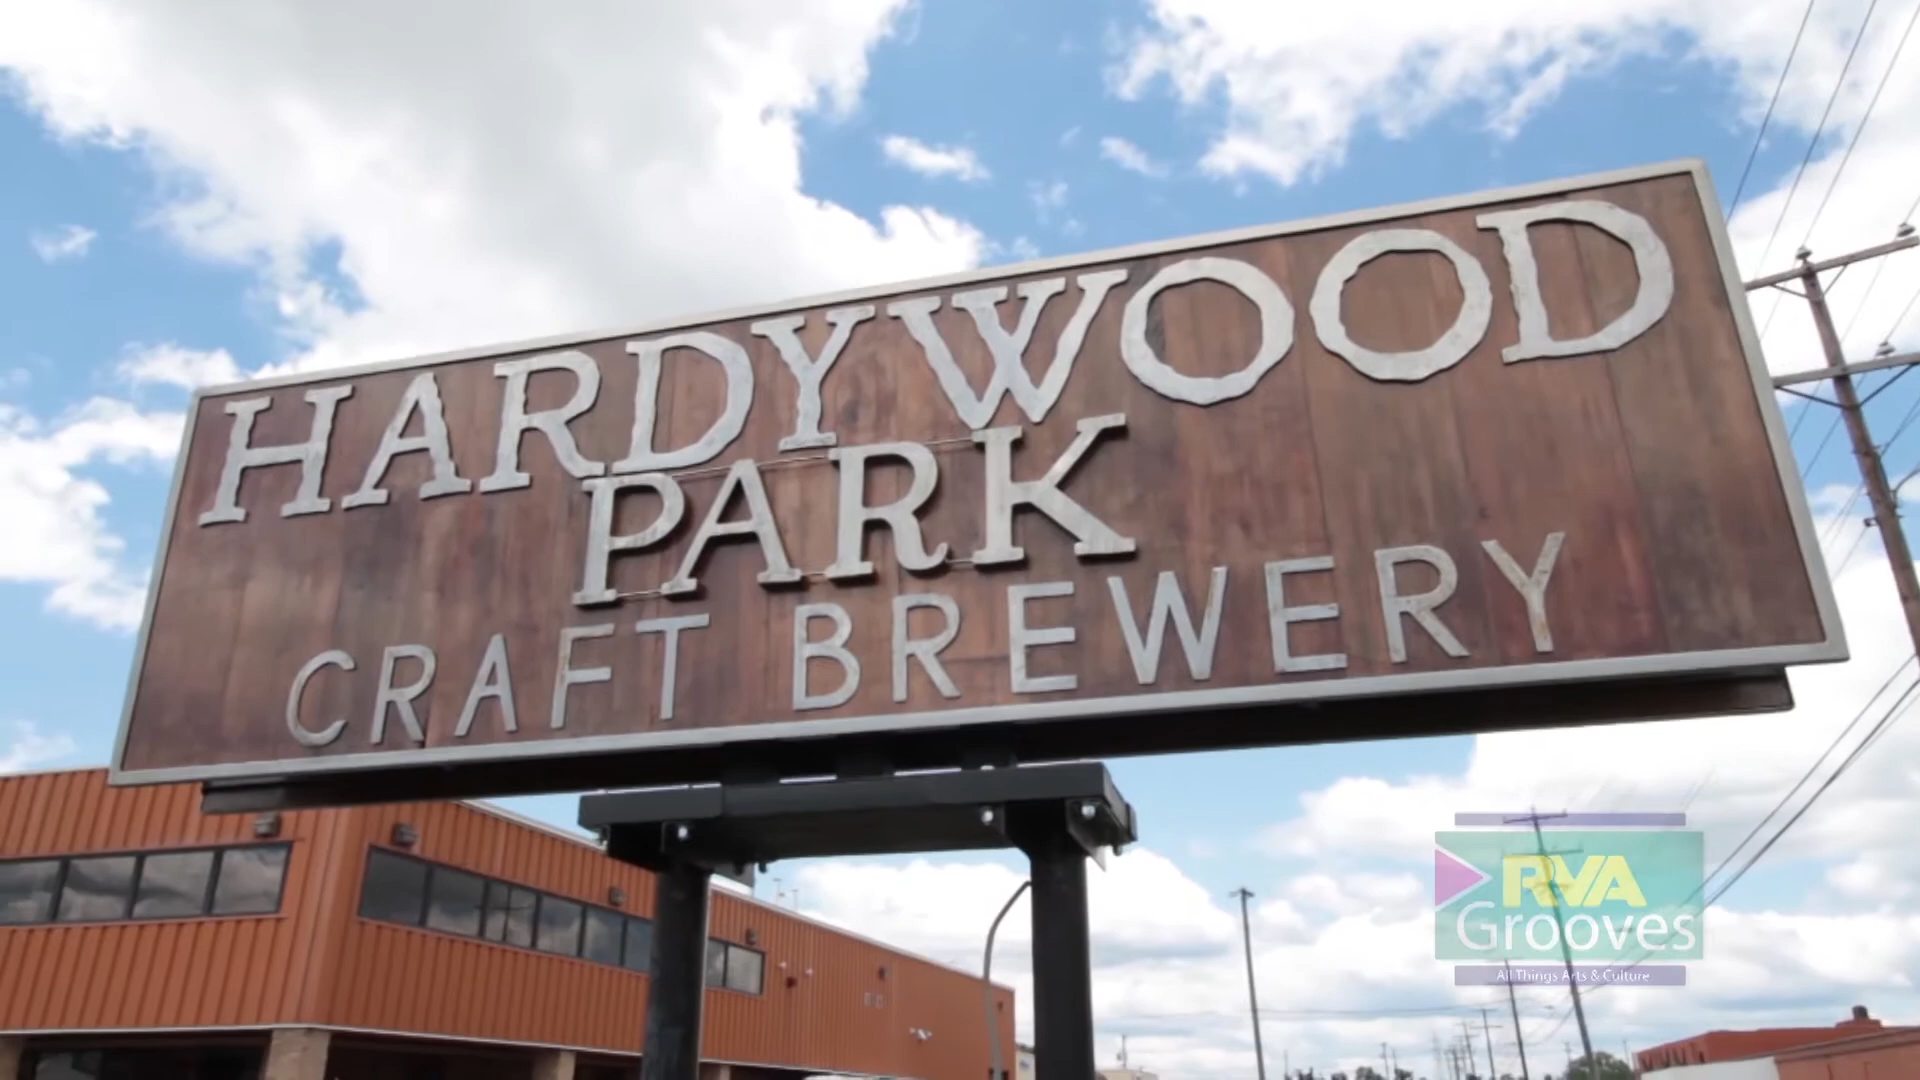 HARDYWOOD
PARK
CRAFT BREWERY
RVA
Grooves
All Things Arts & Culture